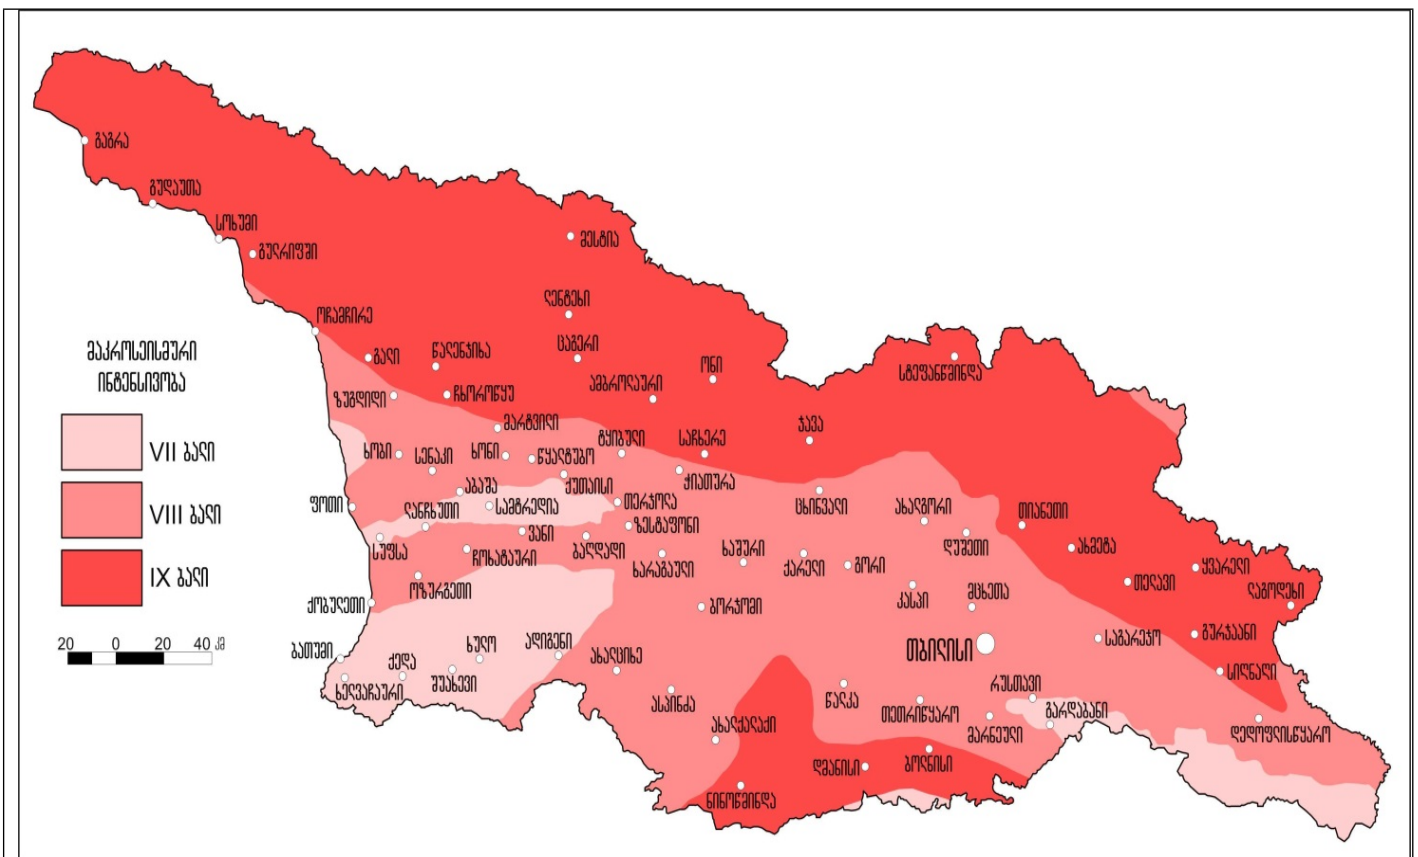 გაგრა
გუდაუთა
სოხუმი
გულრიფში
მესტია
ლენტეხი
ოჩამჩირე
გალი
წალენჯიხა
ცაგერი
ონი
სტეფანწმინდა
ამბროლაური
ზუგდიდი
ჩხოროწყუ
მარტვილი
ჯავა
ტყიბული
საჩხერე
ხობი
სენაკი
ხონი
წყალტუბო
ჭიათურა
ქუთაისი
აბაშა
ფოთი
ლანჩხუთი
სამტრედია
თერჯოლა
ცხინვალი
ახალგორი
თიანეთი
ზესტაფონი
ვანი
სუფსა
ჩოხატაური
ბაღდადი
ხაშური
დუშეთი
ახმეტა
ხარაგაული
ქარელი
გორი
ყვარელი
ოზურგეთი
კასპი
მცხეთა
თელავი
ლაგოდეხი
ქობულეთი
ბორჯომი
თბილისი
საგარეჯო
გურჯაანი
ბათუმი
ხულო
ადიგენი
ქედა
შუახევი
ახალციხე
სიღნაღი
ხელვაჩაური
ასპინძა
წალკა
რუსთავი
თეთრიწყარო
გარდაბანი
ახალქალაქი
მარნეული
დედოფლისწყარო
დმანისი
ბოლნისი
ნინოწმინდა
მაკროსეისმური
ინტენსივობა
VII ბალი
VIII ბალი
IX ბალი
20 0 20 40 კმ